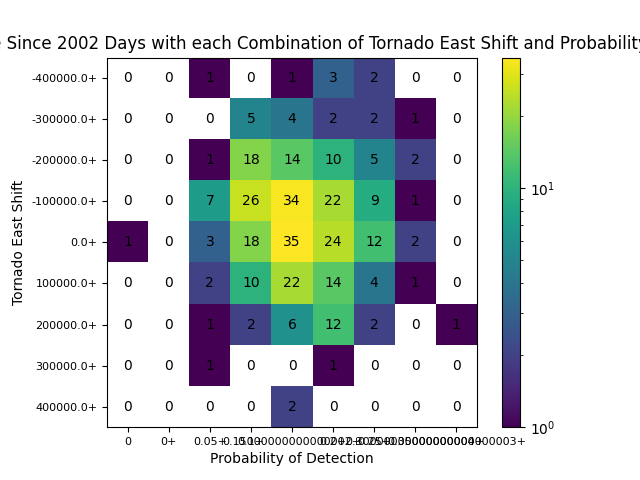 Since 2002 Days with each Combination of Tornado East Shift and Probability
-400000.0+ 0 0 1 0 1 3 2 0 0
-300000.0+ 0 0 0 5 4 2 2 1 0
-200000.0+ 0 0 1 18 14 10 5 2 0
-100000.0+ 0 0 7 26 34 22 9 1 0
0.0+ 1 0 3 18 35 24 12 2 0
100000.0+ 0 0 2 10 22 14 4 1 0
200000.0+ 0 0 1 2 6 12 2 0 1
300000.0+ 0 0 1 0 0 1 0 0 0
400000.0+ 0 0 0 0 2 0 0 0 0
0 0+
Probability of Detection
Tornado East Shift
10¹
10⁰